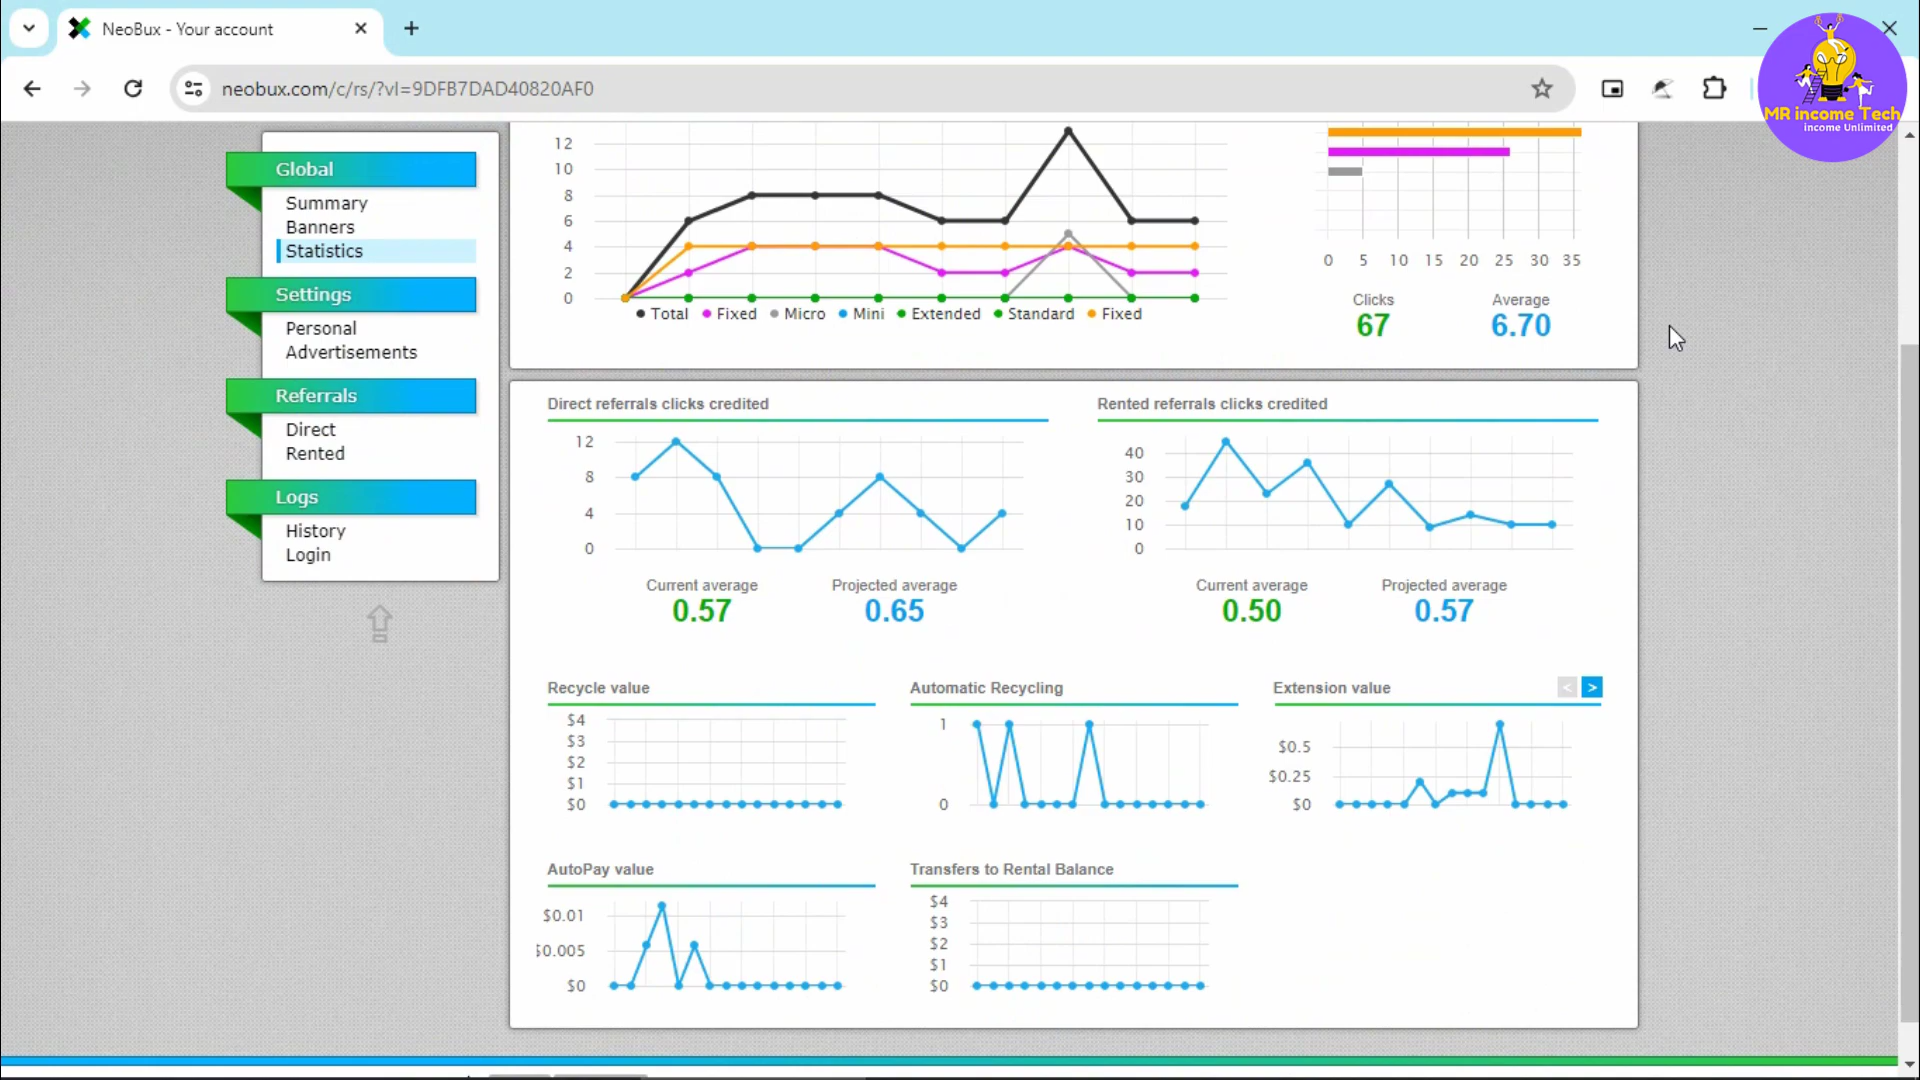 NeoBux - Your account
neobux.com/c/rs/?vl=9DFB7DAD40820AF0
MR income Tech
Income Unlimited
Global
Summary
Banners
Statistics
Settings
Personal
Advertisements
Referrals
Direct
Rented
Logs
History
Login
12
10
8
6
4
2
0
Total Fixed Micro Mini Extended Standard Fixed
0 5 10 15 20 25 30 35
Clicks Average
67 6.70
Direct referrals clicks credited
12
8
4
0
Current average Projected average
0.57 0.65
Rented referrals clicks credited
40
30
20
10
0
Current average Projected average
0.50 0.57
Recycle value
$4
$3
$2
$1
$0
Automatic Recycling
1
0
Extension value < >
$0.5
$0.25
$0
AutoPay value
$0.01
$0.005
$0
Transfers to Rental Balance
$4
$3
$2
$1
$0